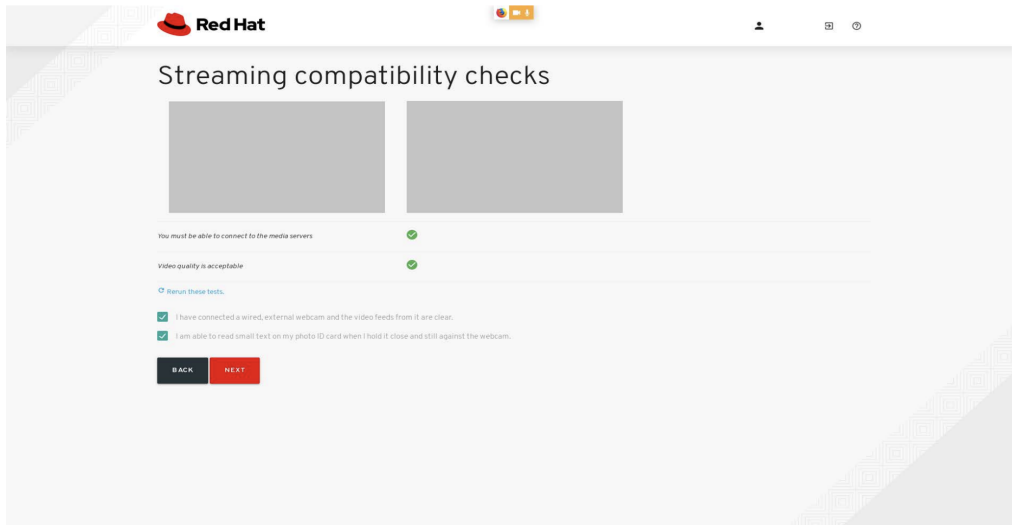 Red Hat
Streaming compatibility checks
You must be able to connect to the media servers
Video quality is acceptable
Rerun these tests.
I have connected a wired, external webcam and the video feeds from it are clear.
I am able to read small text on my photo ID card when I hold it close and still against the webcam.
BACK NEXT